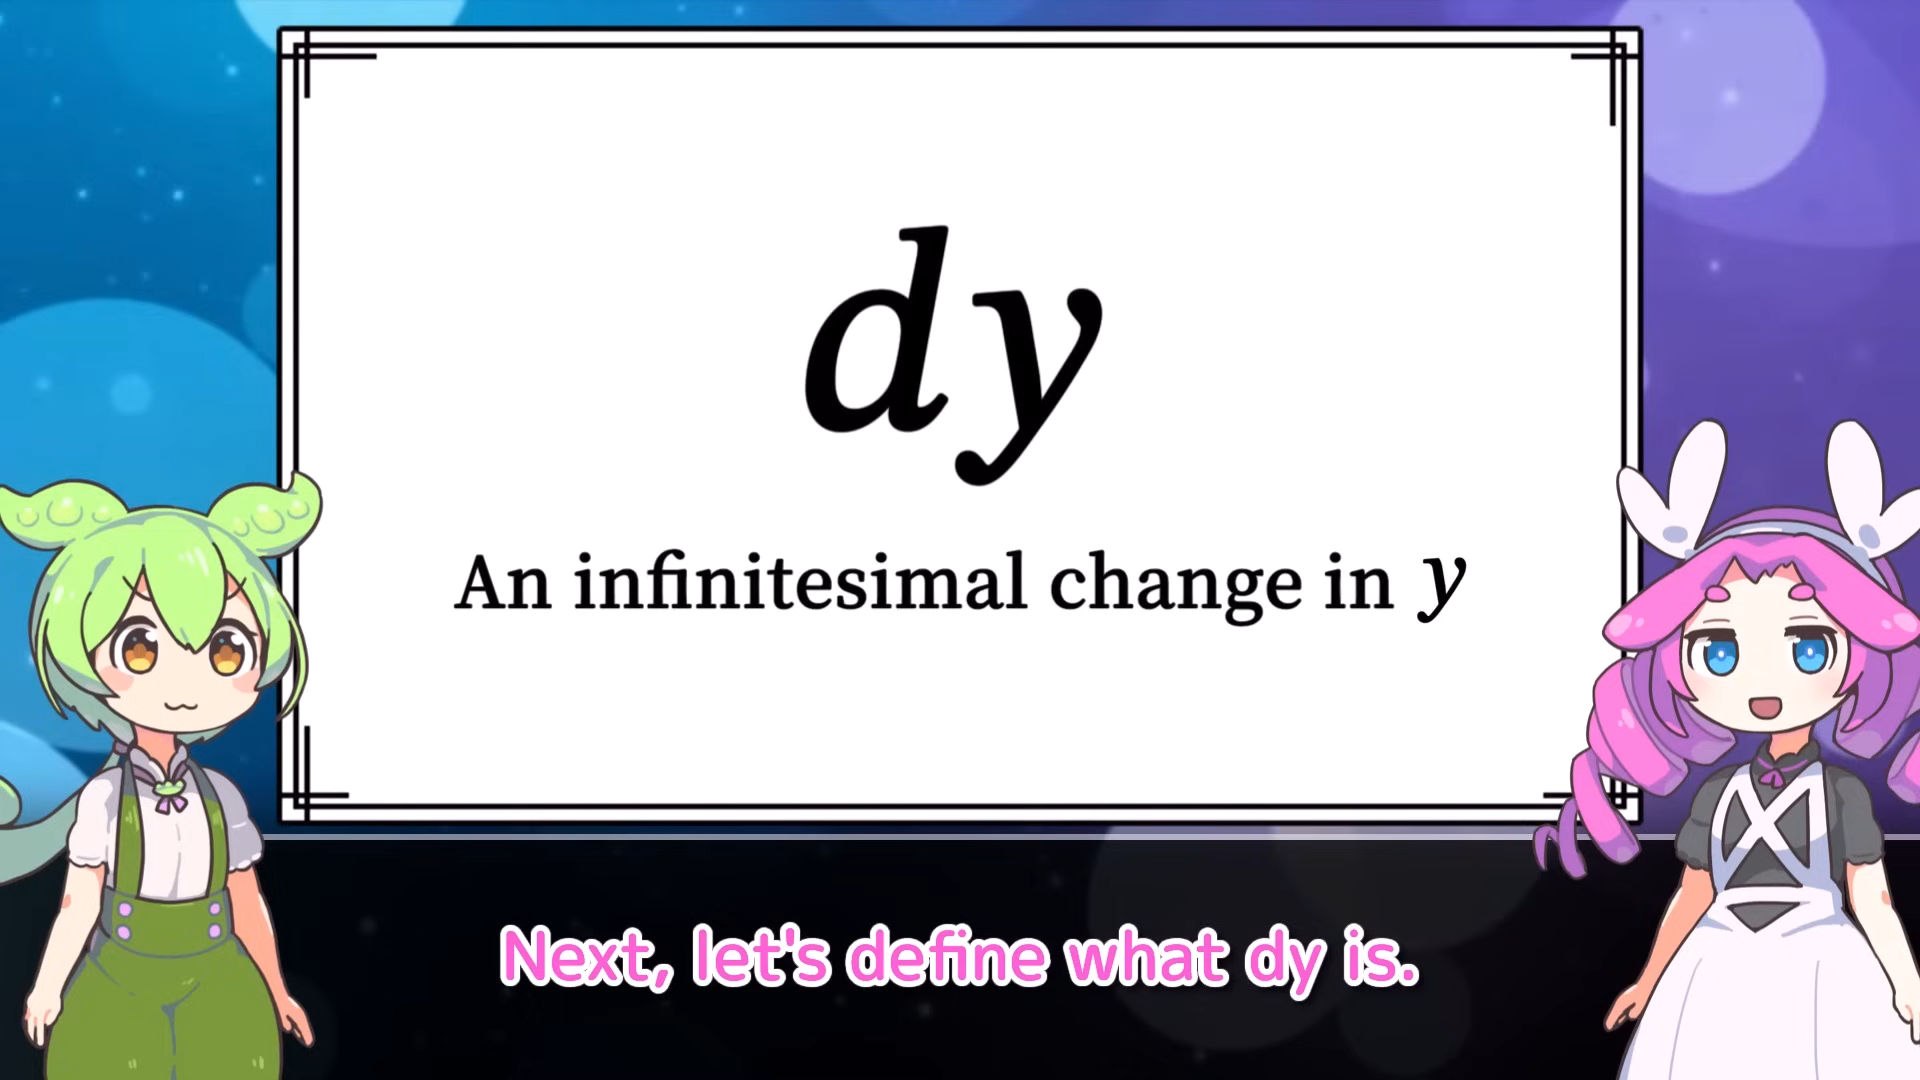 dy
An infinitesimal change in y
Next, let's define what dy is.